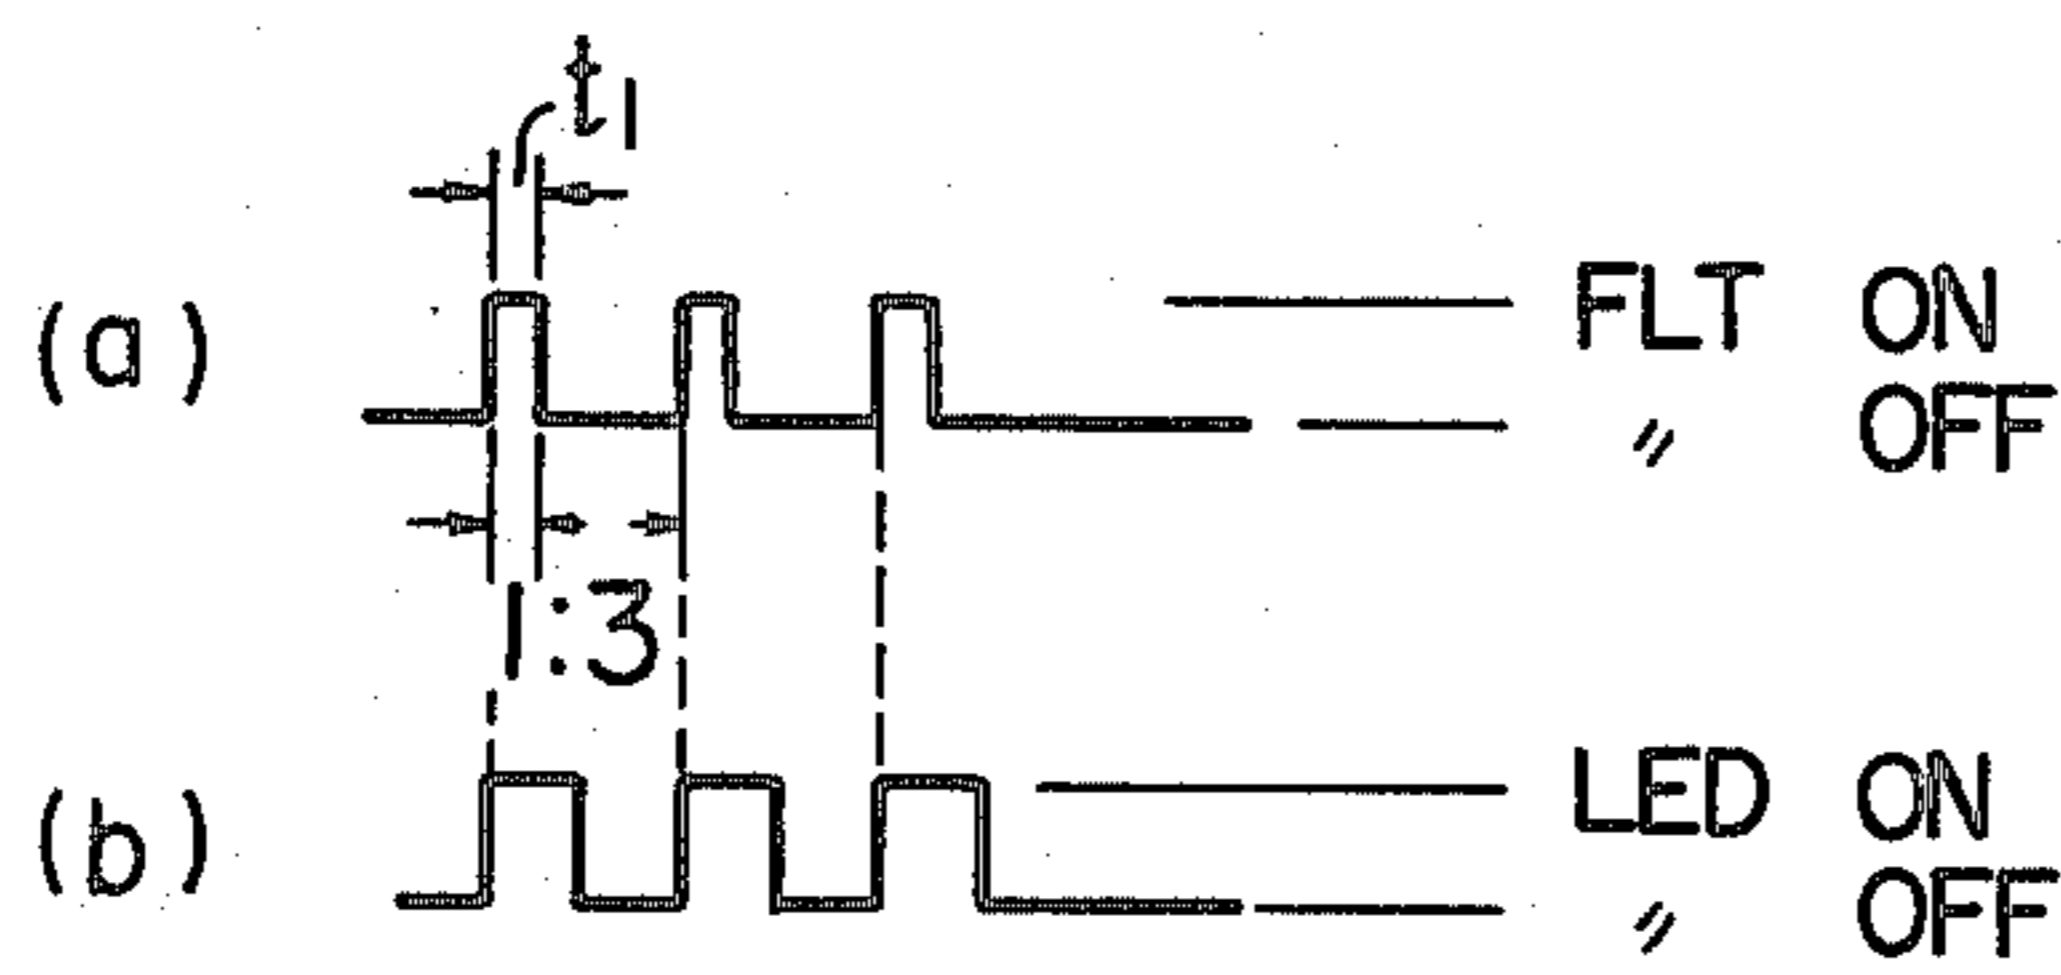 t1
(a) FLT ON
〃 OFF
1:3
(b) LED ON
〃 OFF